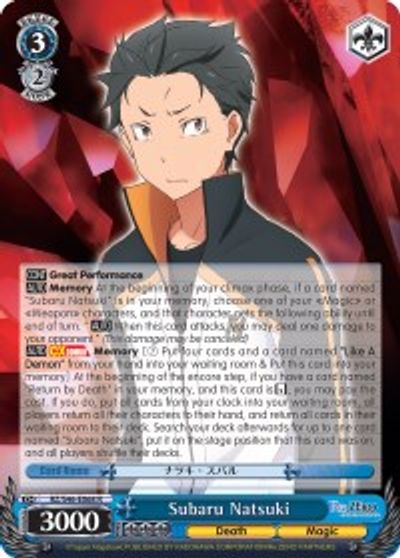 3
2
CONT Great Performance
AUTO Memory At the beginning of your climax phase, if a card named
"Subaru Natsuki" is in your memory, choose one of your «Magic» or
«Weapon» characters, and that character gets the following ability until
end of turn. "AUTO When this card attacks, you may deal one damage to
your opponent." (This damage may be canceled)
AUTO Memory Put four cards and a card named "Like A
Demon" from your hand into your waiting room & Put this card into
your memory At the beginning of the encore step, if you have a card named
"Return by Death" in your memory, and this card is you may pay the
cost. If you do, put all cards from your clock into your waiting room, all
players return all their characters to their hand, and return all cards in their
waiting room to their decks. Search your deck afterwards for up to one card
named "Subaru Natsuki", put it on the stage position that this card was on,
and all players shuffle their decks.
Card Name
ナツキ・スバル
Subaru Natsuki
3000
Death
Magic